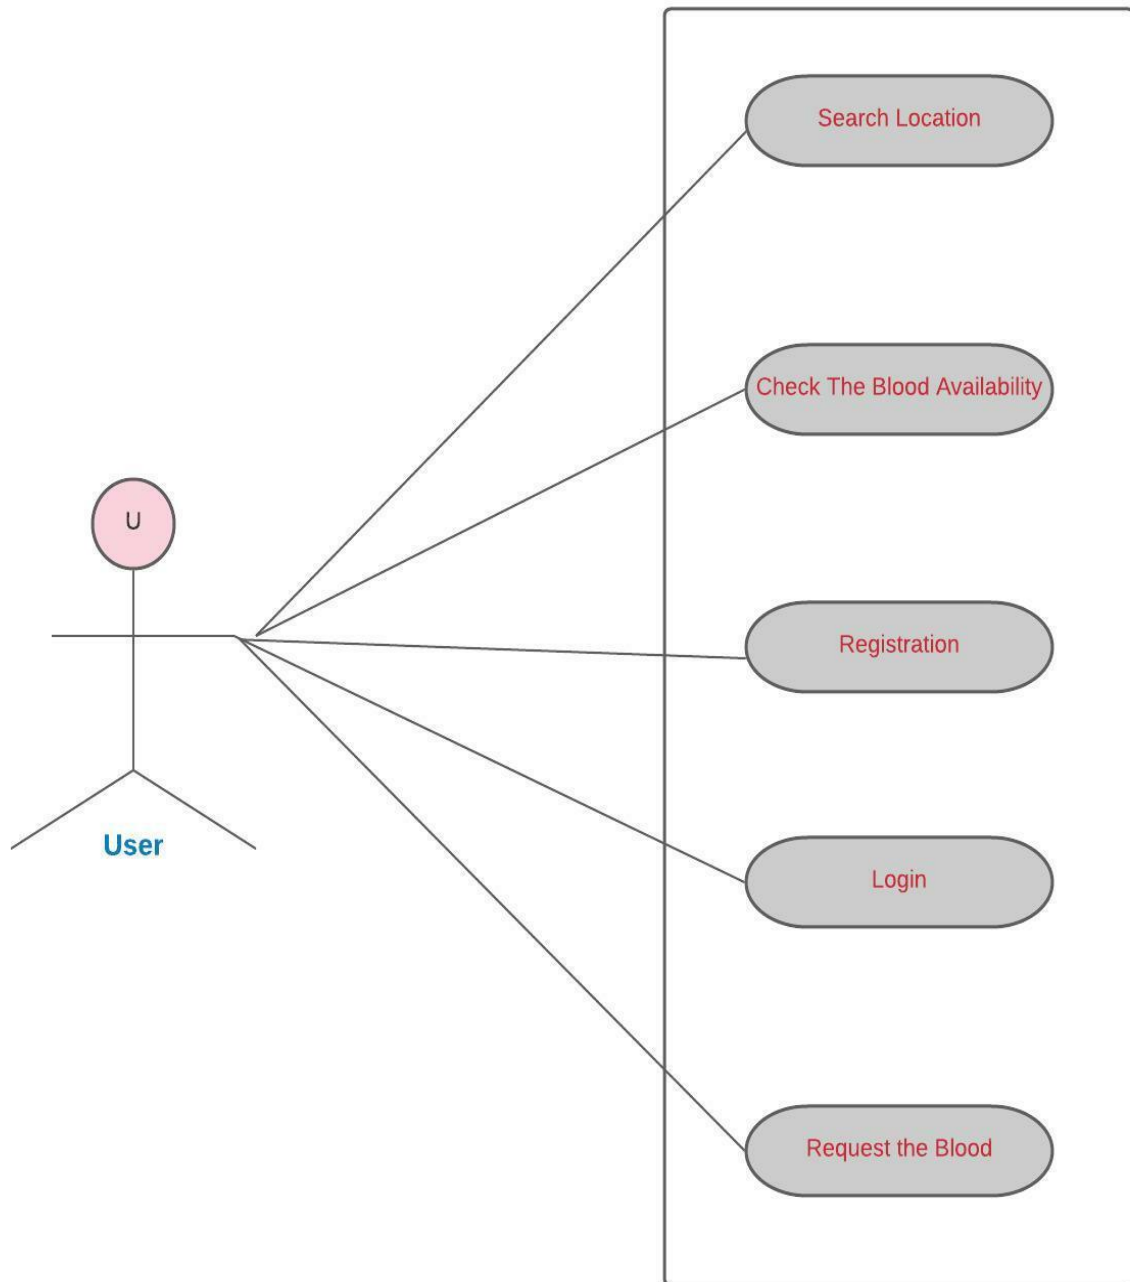 Search Location
Check The Blood Availability
U
Registration
User
Login
Request the Blood